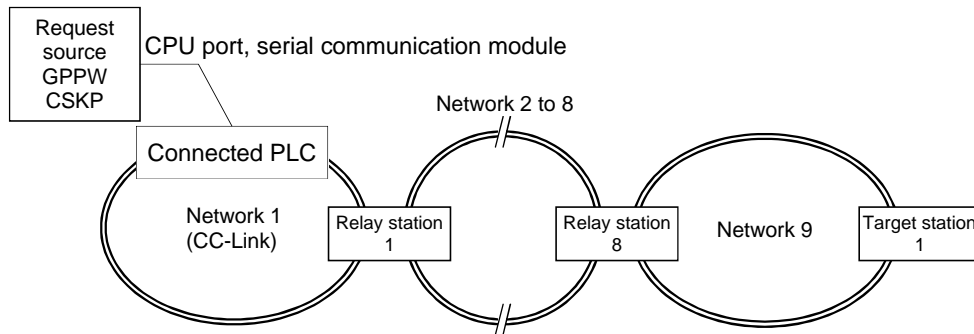 Request
source
GPPW
CSKP
CPU port, serial communication module
Network 2 to 8
Connected PLC
Network 1
(CC-Link)
Relay station
1
Relay station
8
Network 9
Target station
1